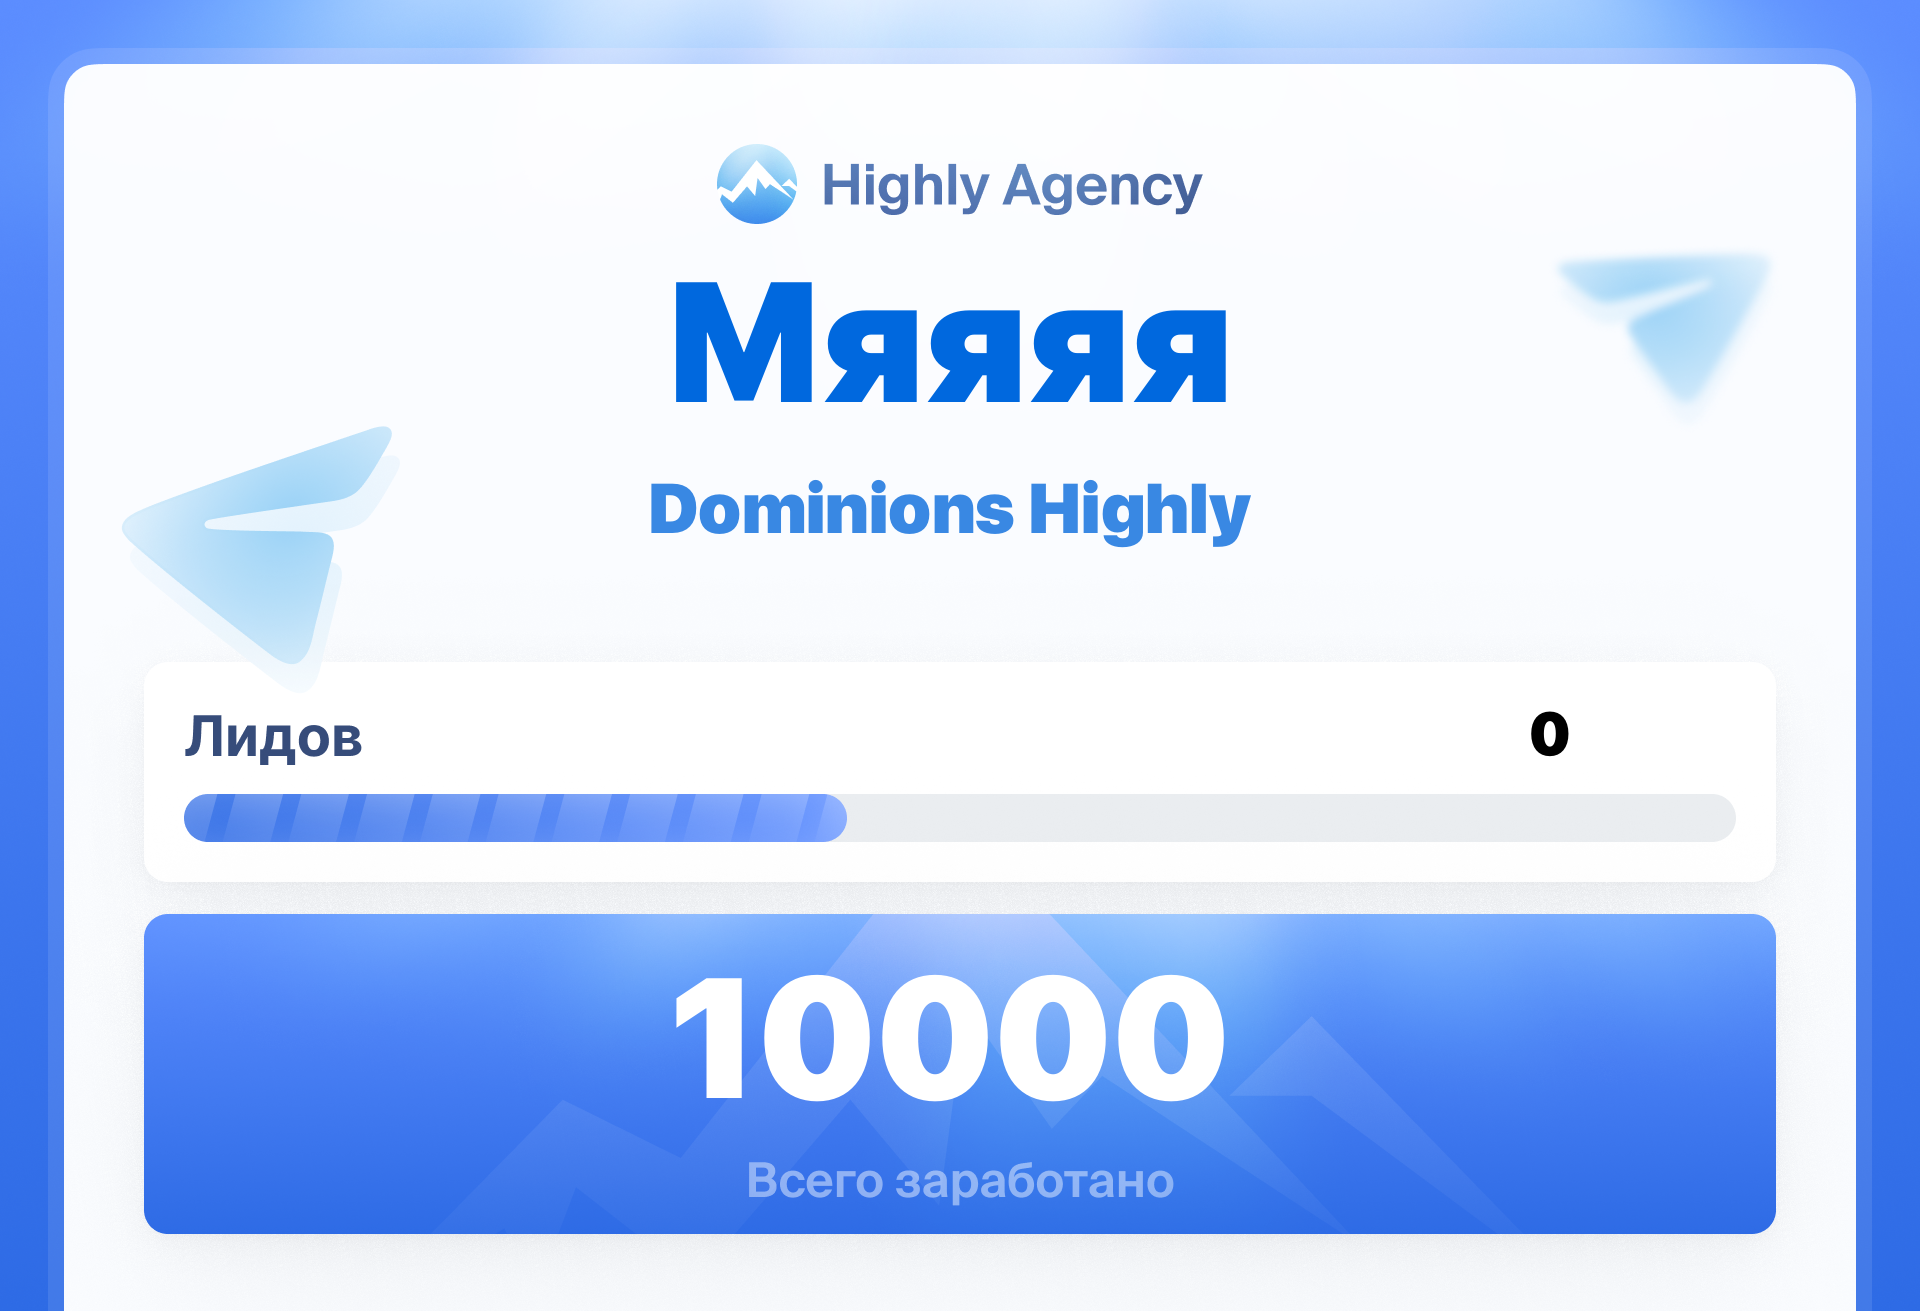 Highly Agency
Мяяяя
Dominions Highly
Лидов 0
10000
Всего заработано